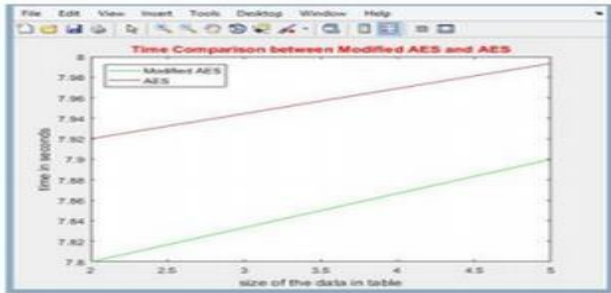 File Edit View Insert Tools Desktop Window Help
Time Comparison between Modified AES and AES
8
7.98
7.96
7.94
7.92
7.9
7.88
7.86
7.84
7.82
7.8
time in seconds
Modified AES
AES
2 2.5 3 3.5 4 4.5 5
size of the data in table